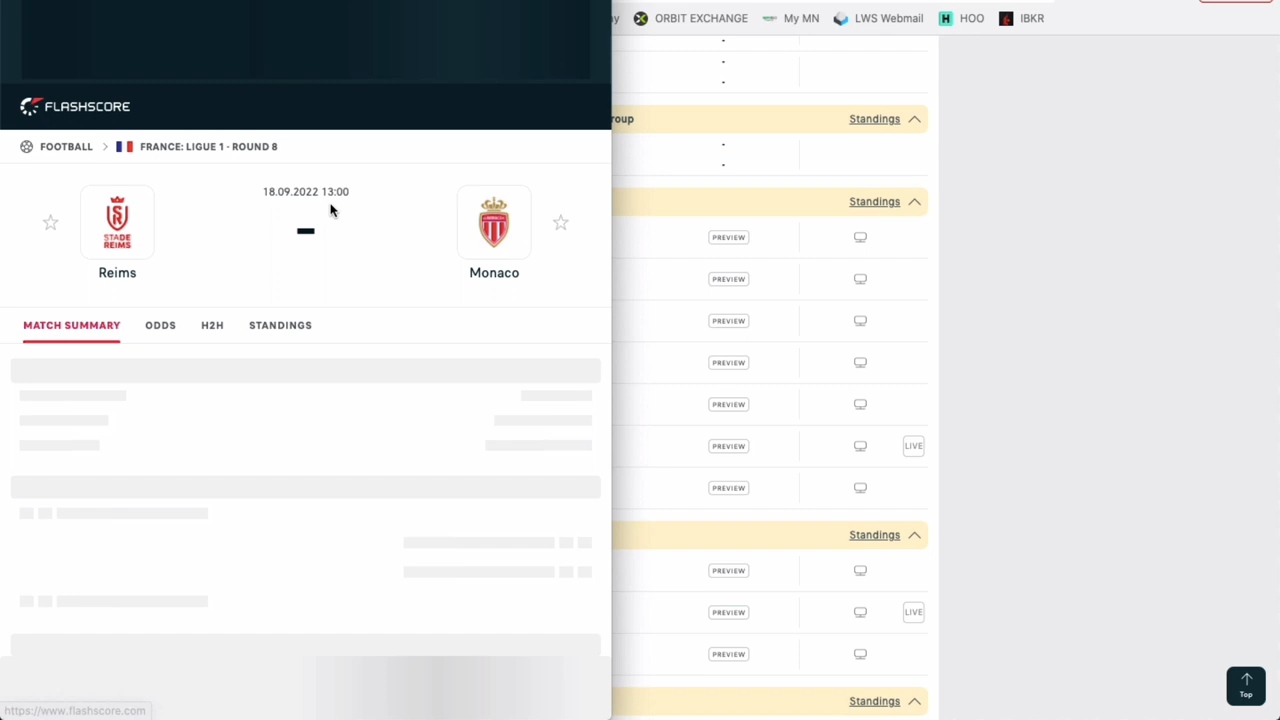 ORBIT EXCHANGE
My MN
LWS Webmail
H HOO
IBKR
FLASHSCORE
FOOTBALL > FRANCE: LIGUE 1 - ROUND 8
18.09.2022 13:00
-
STADE
REIMS
Reims
Monaco
MATCH SUMMARY
ODDS
H2H
STANDINGS
https://www.flashscore.com
-
-
-
Standings
-
-
Standings
PREVIEW
PREVIEW
PREVIEW
PREVIEW
PREVIEW
PREVIEW
LIVE
PREVIEW
Standings
PREVIEW
PREVIEW
LIVE
PREVIEW
Standings
Top